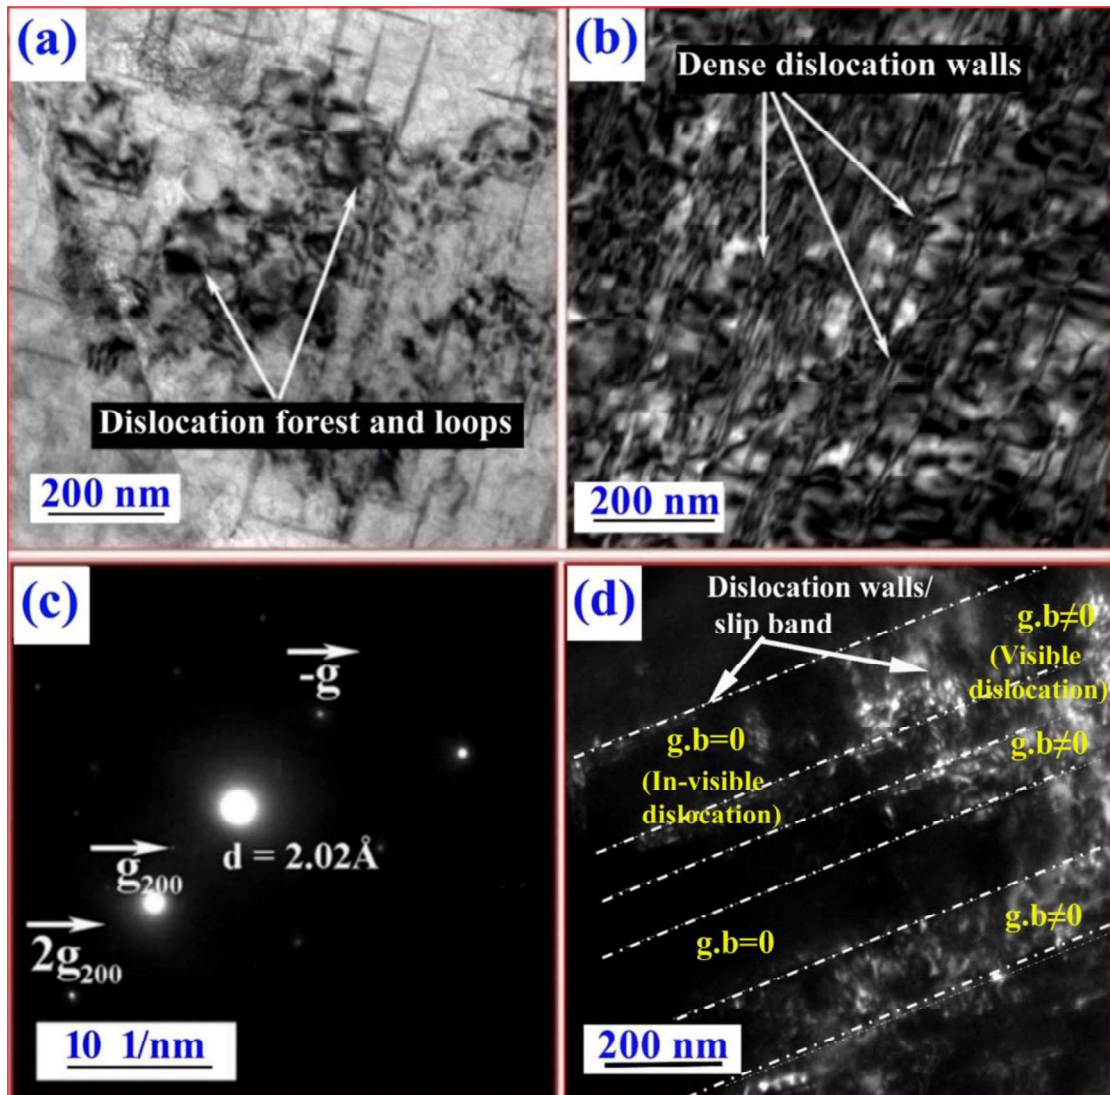 (a)
Dislocation forest and loops
200 nm
(b)
Dense dislocation walls
200 nm
(c)
-g
d = 2.02Å
g200
2g200
10 1/nm
(d)
Dislocation walls/
slip band
g.b≠0
(Visible
dislocation)
g.b=0
g.b≠0
(In-visible
dislocation)
g.b≠0
g.b=0
200 nm